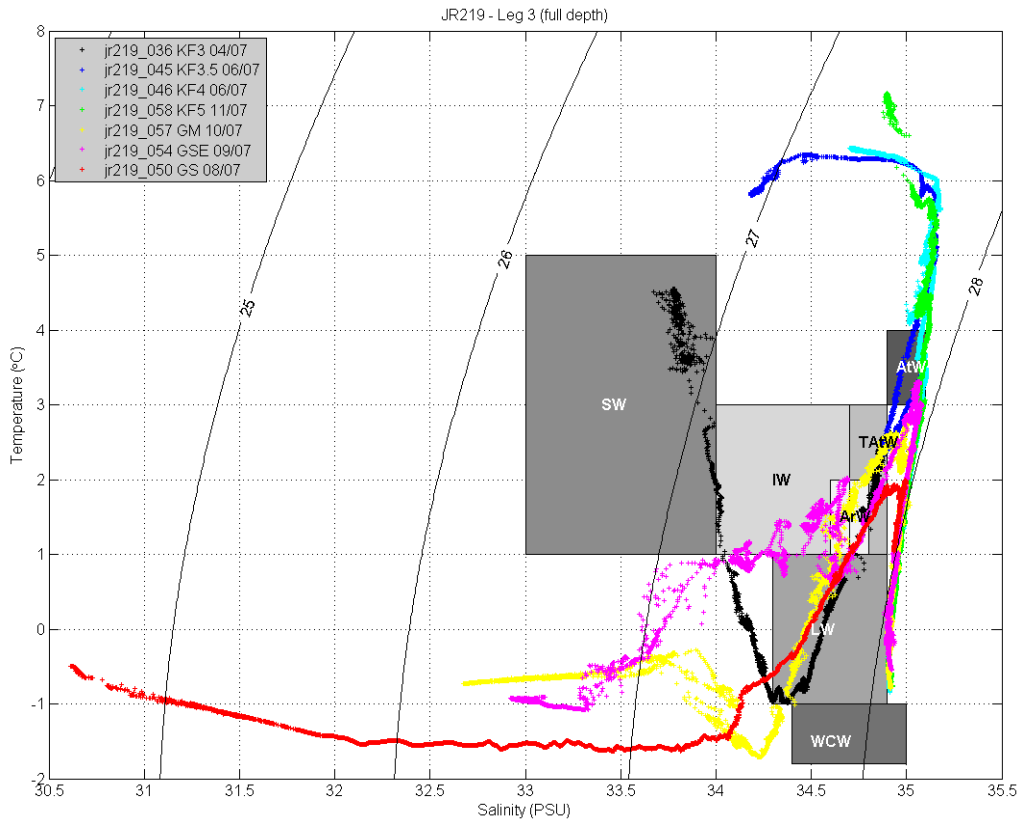 JR219 - Leg 3 (full depth)
8
7
6
5
4
3
2
1
0
-1
-2
Temperature (ºC)
jr219_036 KF3 04/07
jr219_045 KF3.5 06/07
jr219_046 KF4 06/07
jr219_058 KF5 11/07
jr219_057 GM 10/07
jr219_054 GSE 09/07
jr219_050 GS 08/07
25
26
27
28
SW
IW
AtW
TAtW
ArW
LW
WCW
30.5
31
31.5
32
32.5
33
33.5
34
34.5
35
35.5
Salinity (PSU)